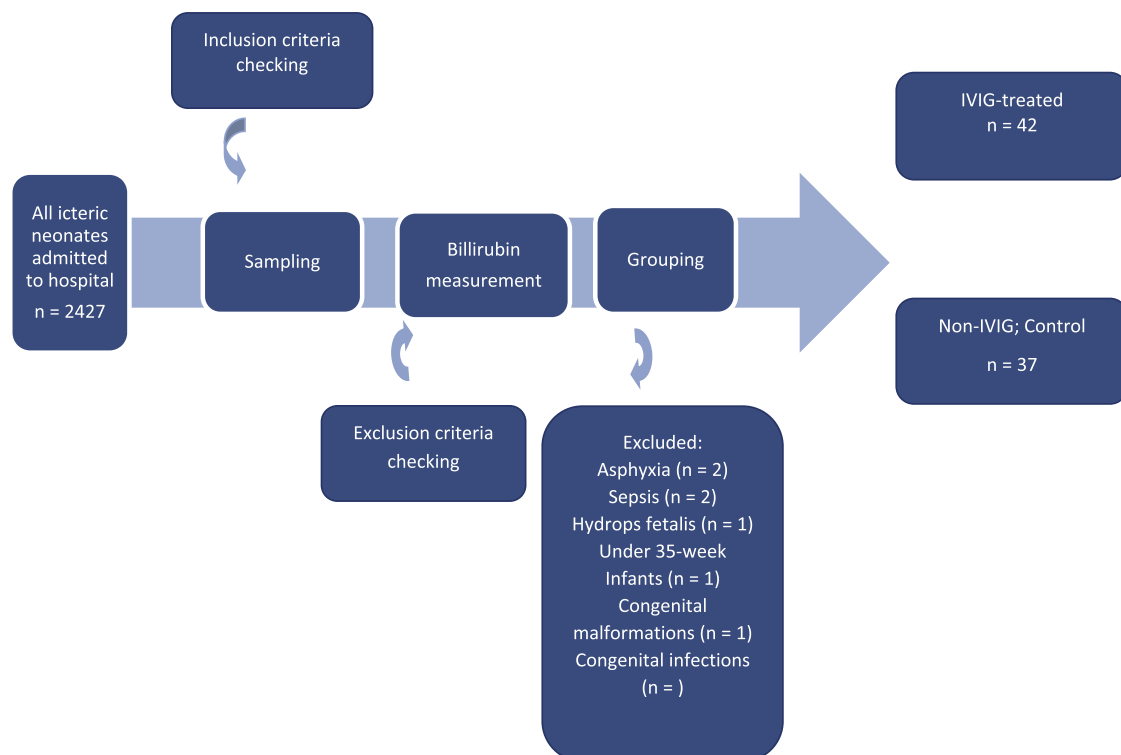 Inclusion criteria
checking
All icteric
neonates
admitted
to hospital
n = 2427
Sampling
Billirubin
measurement
Grouping
IVIG-treated
n = 42
Non-IVIG; Control
n = 37
Exclusion criteria
checking
Excluded:
Asphyxia (n = 2)
Sepsis (n = 2)
Hydrops fetalis (n = 1)
Under 35-week
Infants (n = 1)
Congenital
malformations (n = 1)
Congenital infections
(n = )